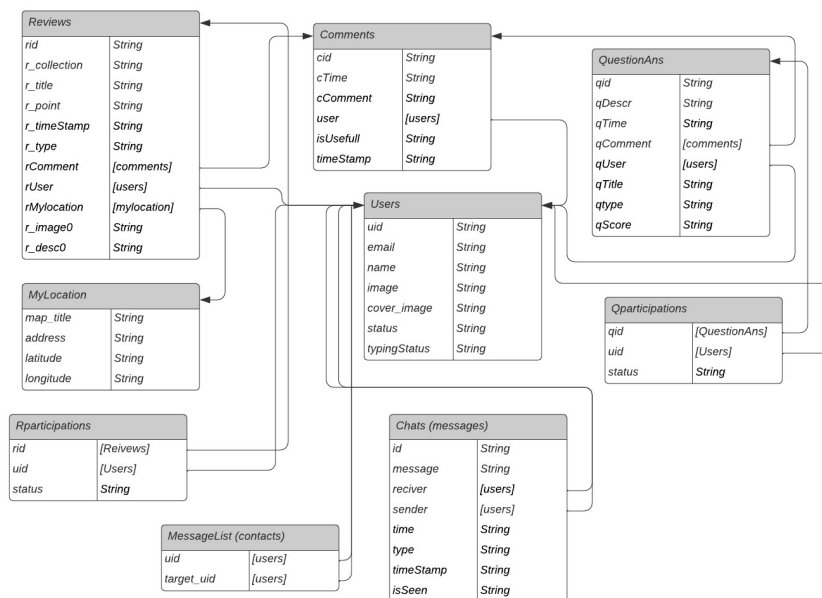 Reviews
rid String
r_collection String
r_title String
r_point String
r_timeStamp String
r_type String
rComment [comments]
rUser [users]
rMylocation [mylocation]
r_image0 String
r_desc0 String
Comments
cid String
cTime String
cComment String
user [users]
isUsefull String
timeStamp String
QuestionAns
qid String
qDescr String
qTime String
qComment [comments]
qUser [users]
qTitle String
qtype String
qScore String
Users
uid String
email String
name String
image String
cover_image String
status String
typingStatus String
MyLocation
map_title String
address String
latitude String
longitude String
Qparticipations
qid [QuestionAns]
uid [Users]
status String
Rparticipations
rid [Reivews]
uid [Users]
status String
Chats (messages)
id String
message String
reciver [users]
sender [users]
time String
type String
timeStamp String
isSeen String
MessageList (contacts)
uid [users]
target_uid [users]